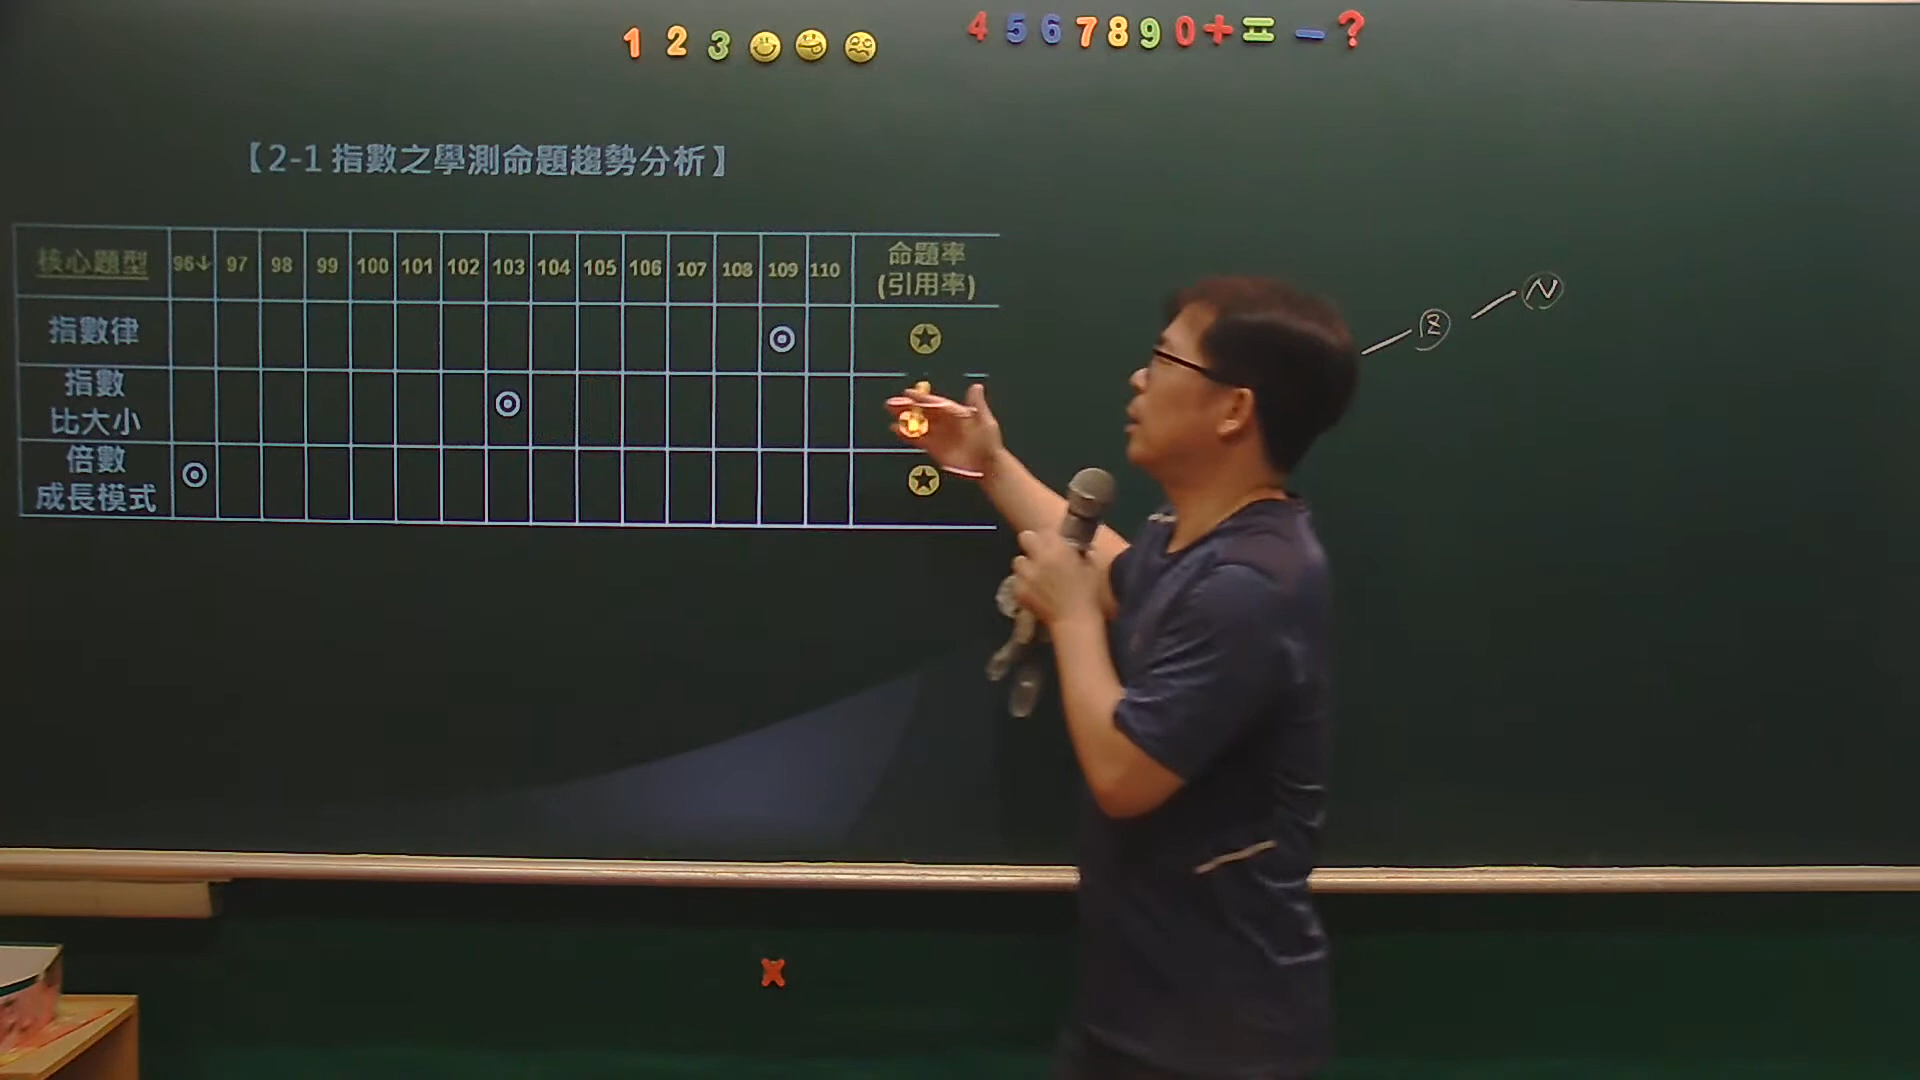 1 2 3
4 5 6 7 8 9 0 + = - ?
【2-1 指數之學測命題趨勢分析】
核心題型 96↓ 97 98 99 100 101 102 103 104 105 106 107 108 109 110 命題率 (引用率)
指數律 ◎ ★
指數
比大小 ◎
倍數
成長模式 ◎ ★
Z N
x